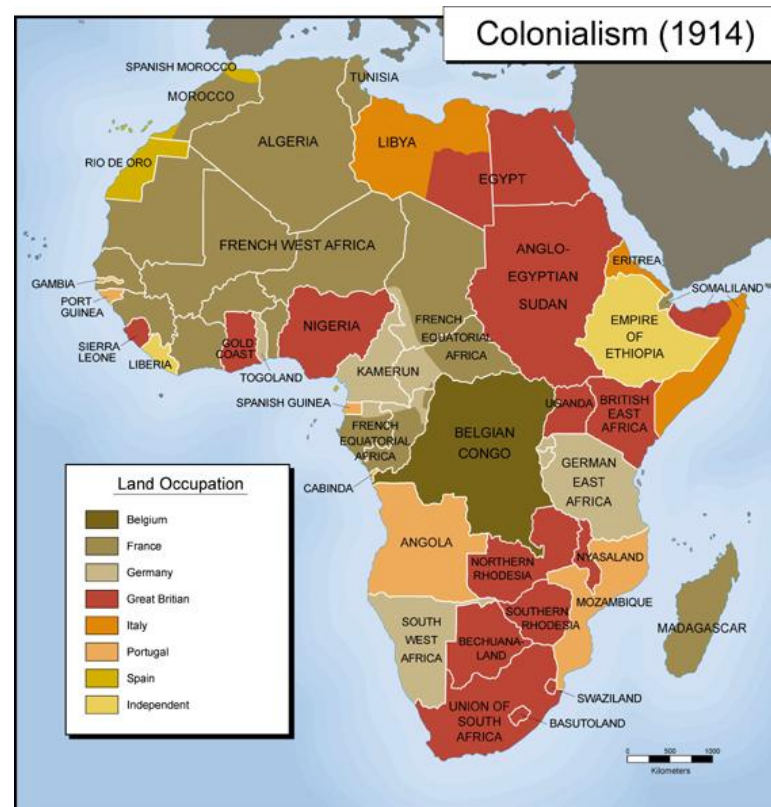 Colonialism (1914)
SPANISH MOROCCO
MOROCCO
TUNISIA
ALGERIA
LIBYA
EGYPT
RIO DE ORO
FRENCH WEST AFRICA
ANGLO-
EGYPTIAN
SUDAN
ERITREA
SOMALILAND
GAMBIA
PORT
GUINEA
SIERRA
LEONE
LIBERIA
GOLD
COAST
TOGOLAND
NIGERIA
FRENCH
EQUATORIAL
AFRICA
EMPIRE
OF
ETHIOPIA
KAMERUN
SPANISH GUINEA
FRENCH
EQUATORIAL
AFRICA
CABINDA
BELGIAN
CONGO
UGANDA
BRITISH
EAST
AFRICA
GERMAN
EAST
AFRICA
Land Occupation
Belgium
France
Germany
Great Britian
Italy
Portugal
Spain
Independent
ANGOLA
NORTHERN
RHODESIA
NYASALAND
MOZAMBIQUE
SOUTHERN
RHODESIA
MADAGASCAR
SOUTH
WEST
AFRICA
BECHUANA-
LAND
SWAZILAND
BASUTOLAND
UNION OF
SOUTH
AFRICA
0 500 1000
Kilometers